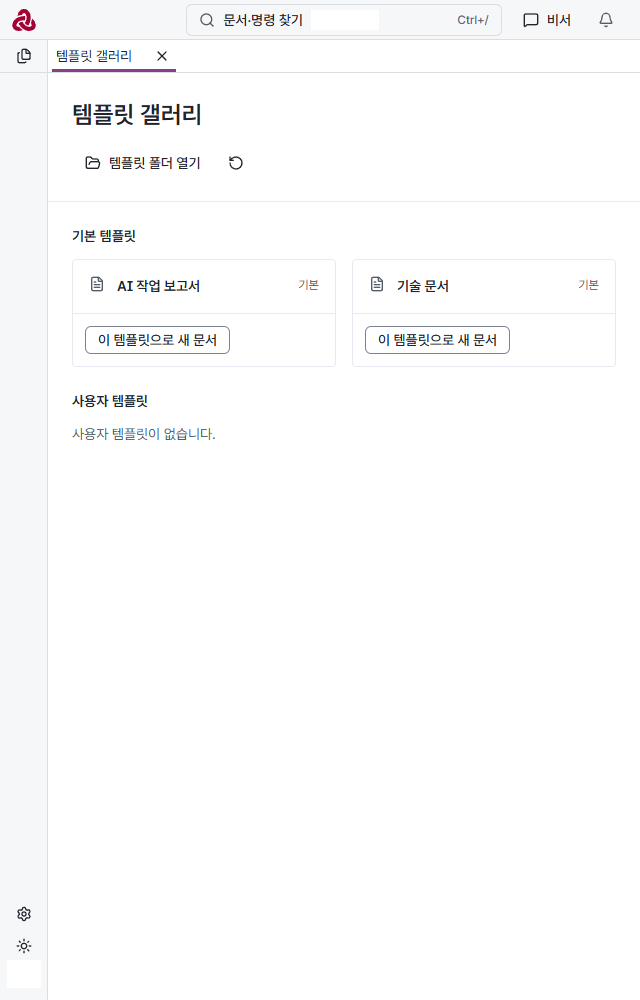 문서·명령 찾기 Ctrl+/ 비서
템플릿 갤러리
템플릿 갤러리
템플릿 폴더 열기
기본 템플릿
AI 작업 보고서 기본
이 템플릿으로 새 문서
기술 문서 기본
이 템플릿으로 새 문서
사용자 템플릿
사용자 템플릿이 없습니다.